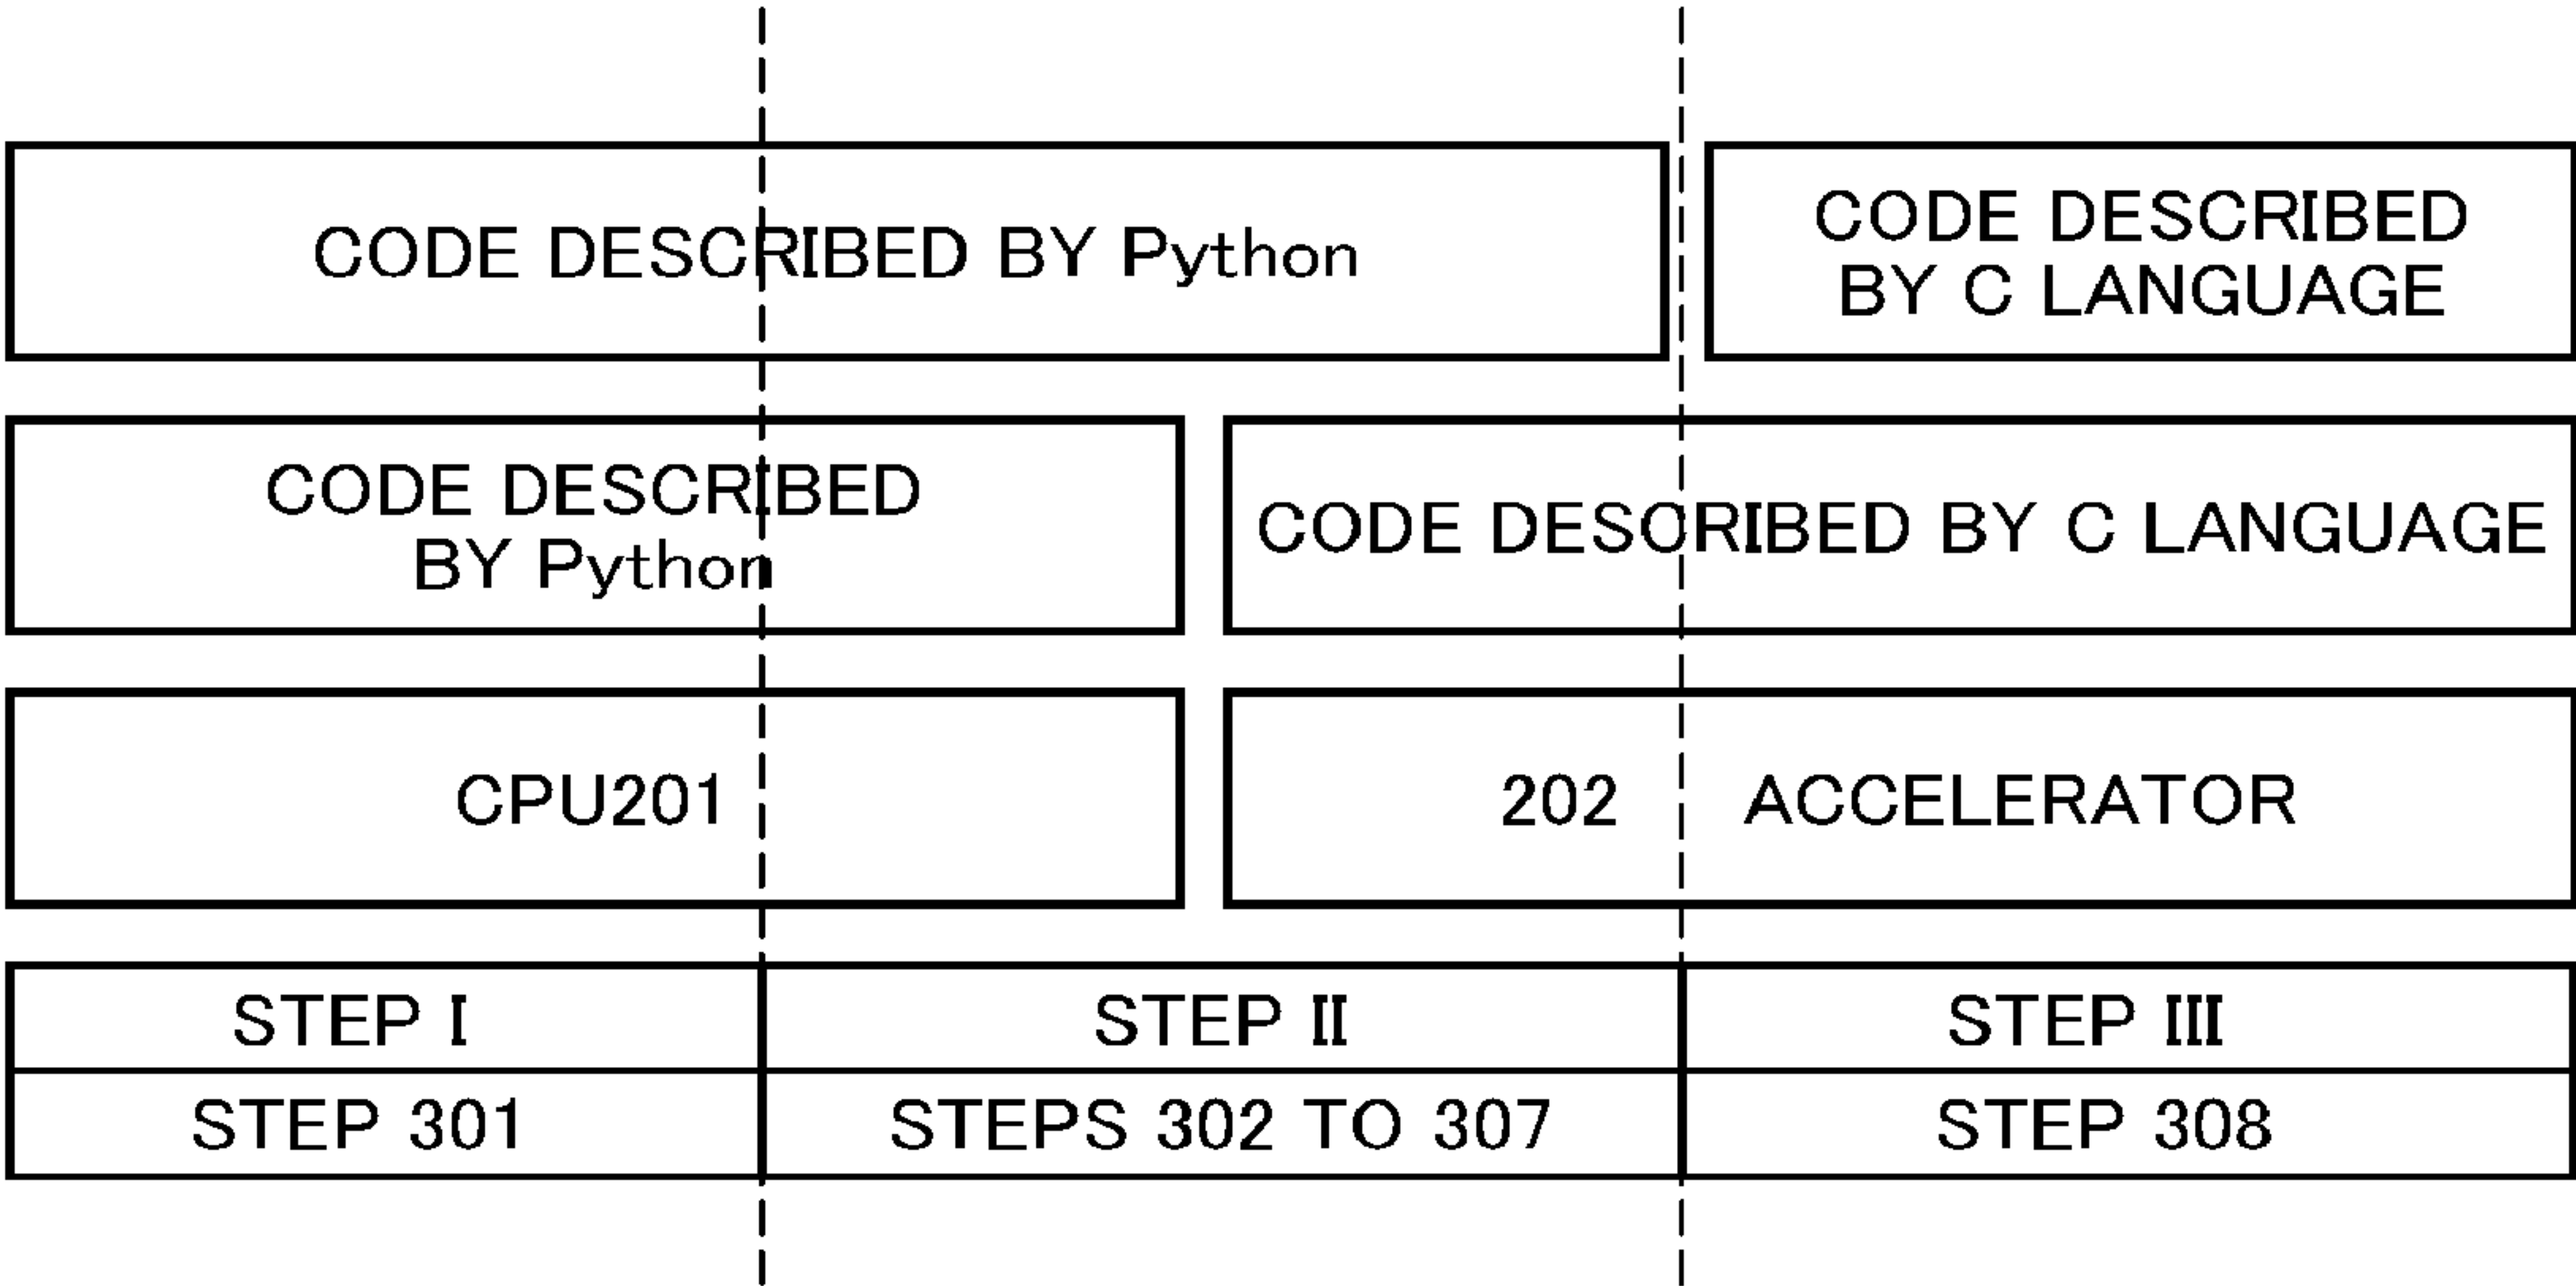 CODE DESCRIBED BY Python
CODE DESCRIBED
BY C LANGUAGE
CODE DESCRIBED
BY Python
CODE DESCRIBED BY C LANGUAGE
CPU201
202 ACCELERATOR
STEP I
STEP II
STEP III
STEP 301
STEPS 302 TO 307
STEP 308